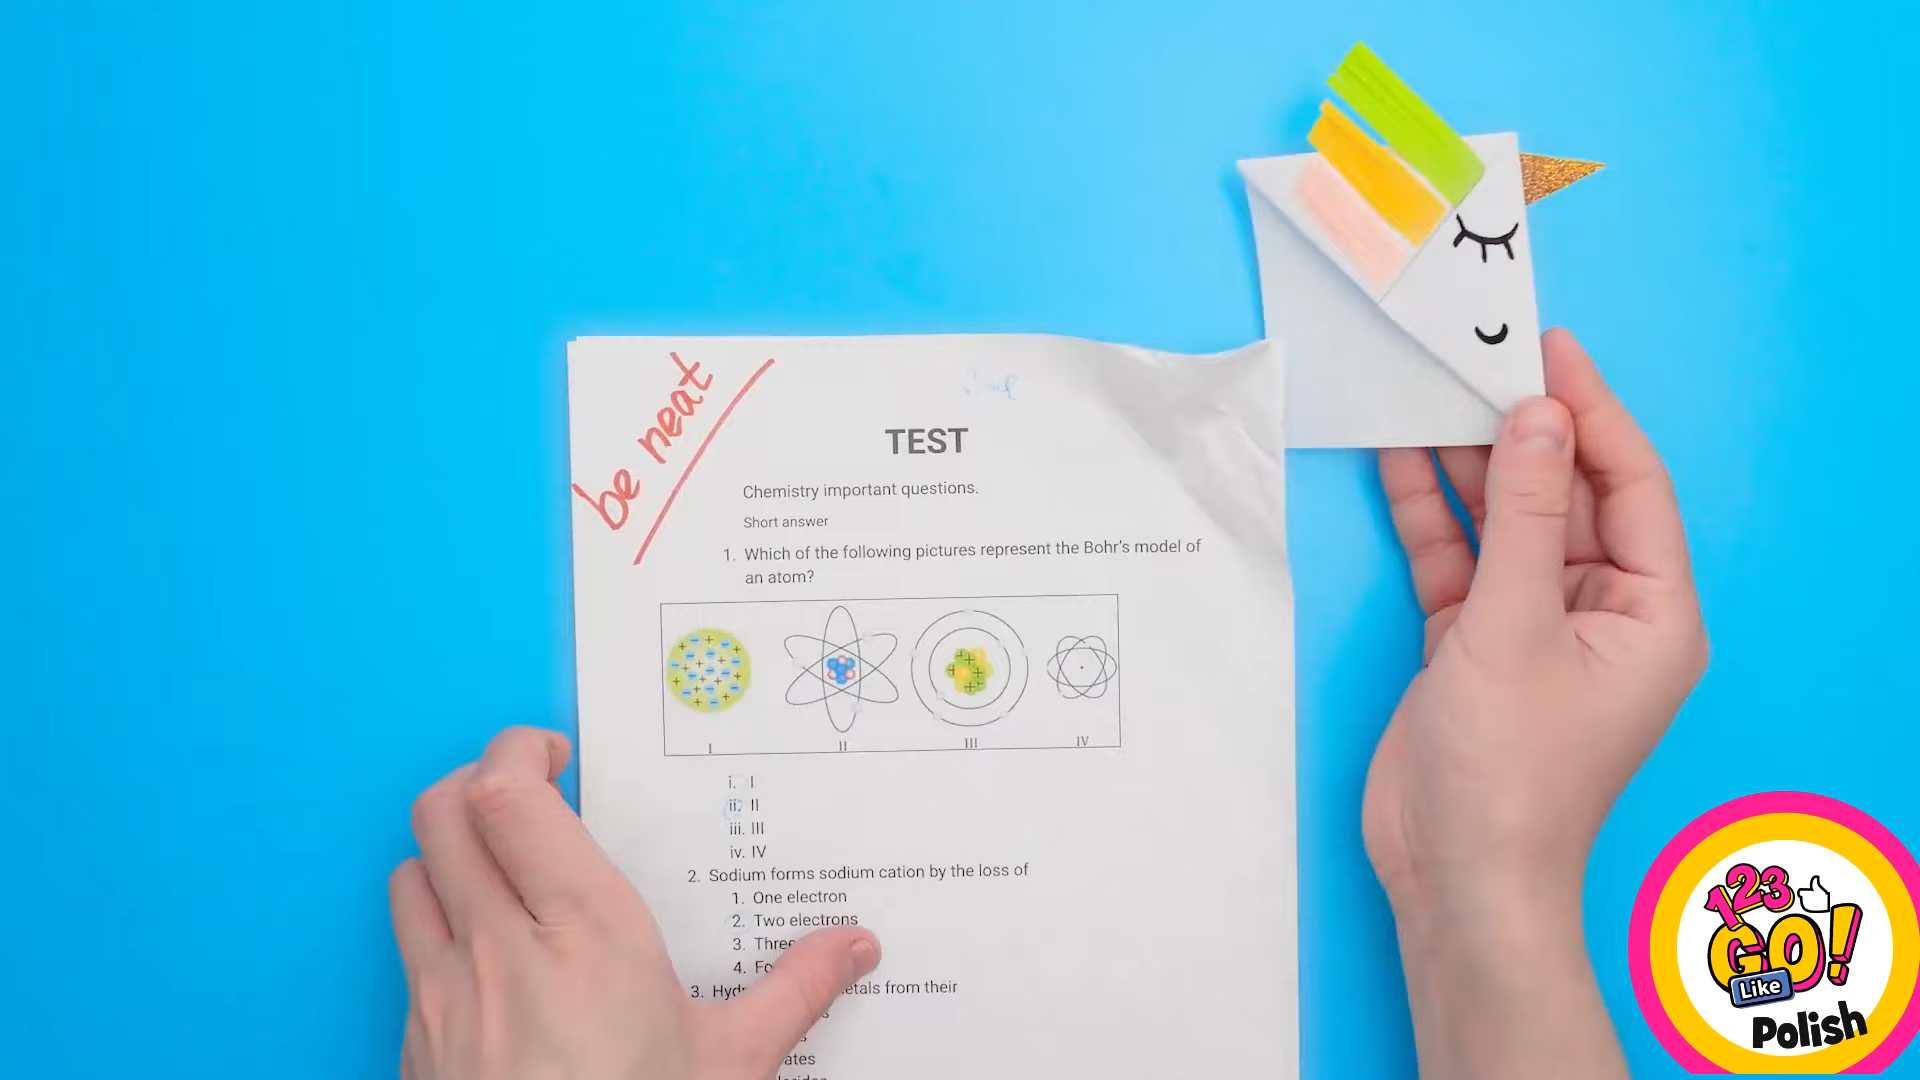 be neat
TEST
Chemistry important questions.
Short answer
1. Which of the following pictures represent the Bohr's model of
an atom?
I II III IV
i. I
ii. II
iii. III
iv. IV
2. Sodium forms sodium cation by the loss of
1. One electron
2. Two electrons
3. Three
4.
3. from their
123
GO!
Like
Polish